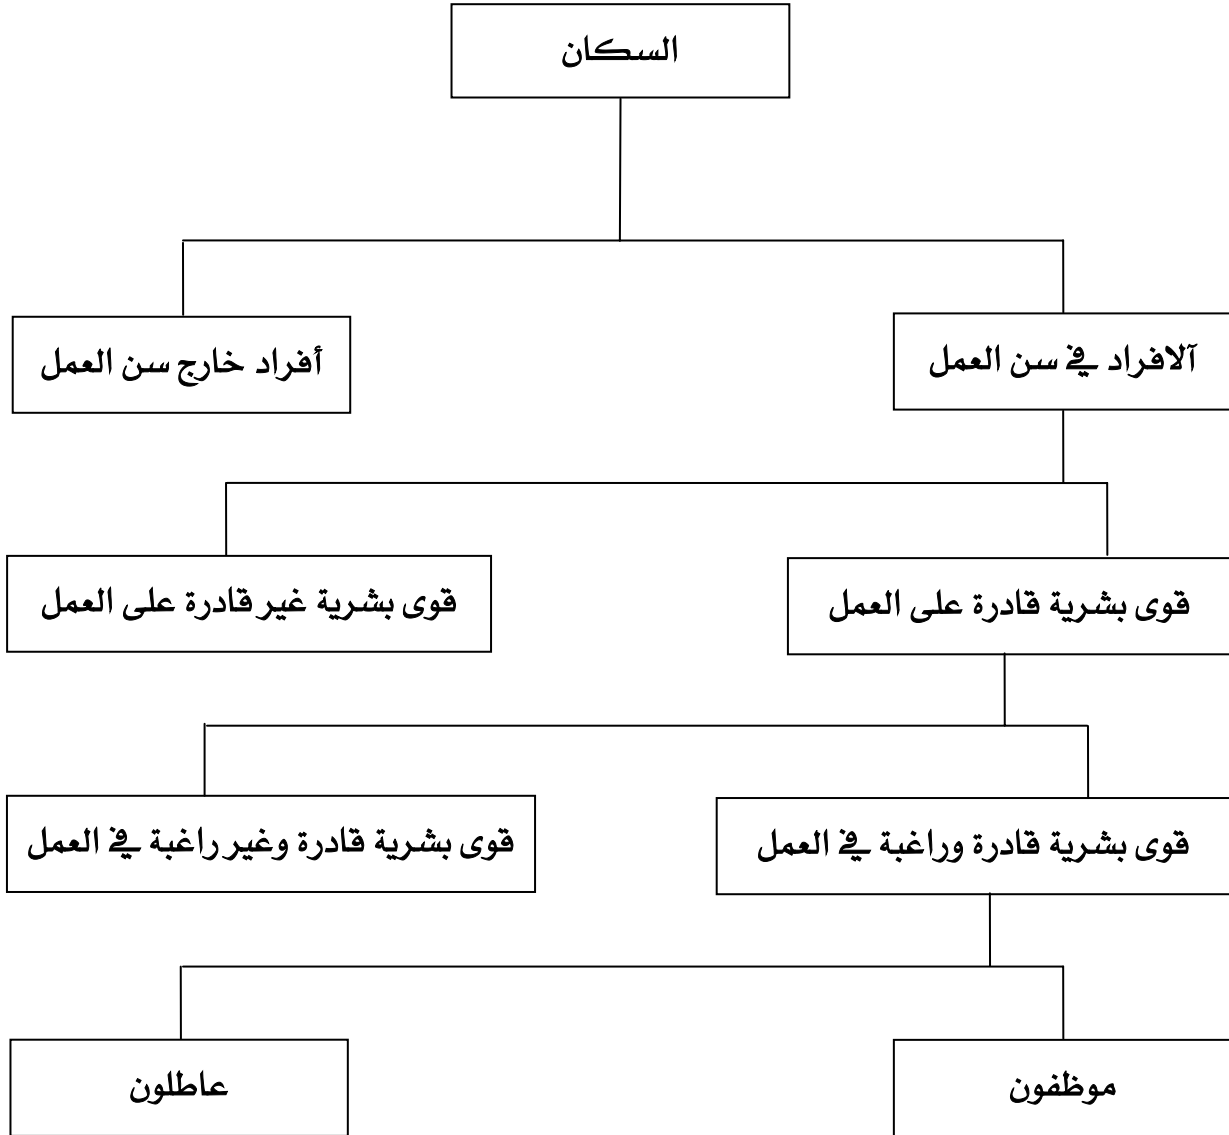 السكان
آلافراد في سن العمل
أفراد خارج سن العمل
قوى بشرية قادرة على العمل
قوى بشرية غير قادرة على العمل
قوى بشرية قادرة وراغبة في العمل
قوى بشرية قادرة وغير راغبة في العمل
موظفون
عاطلون